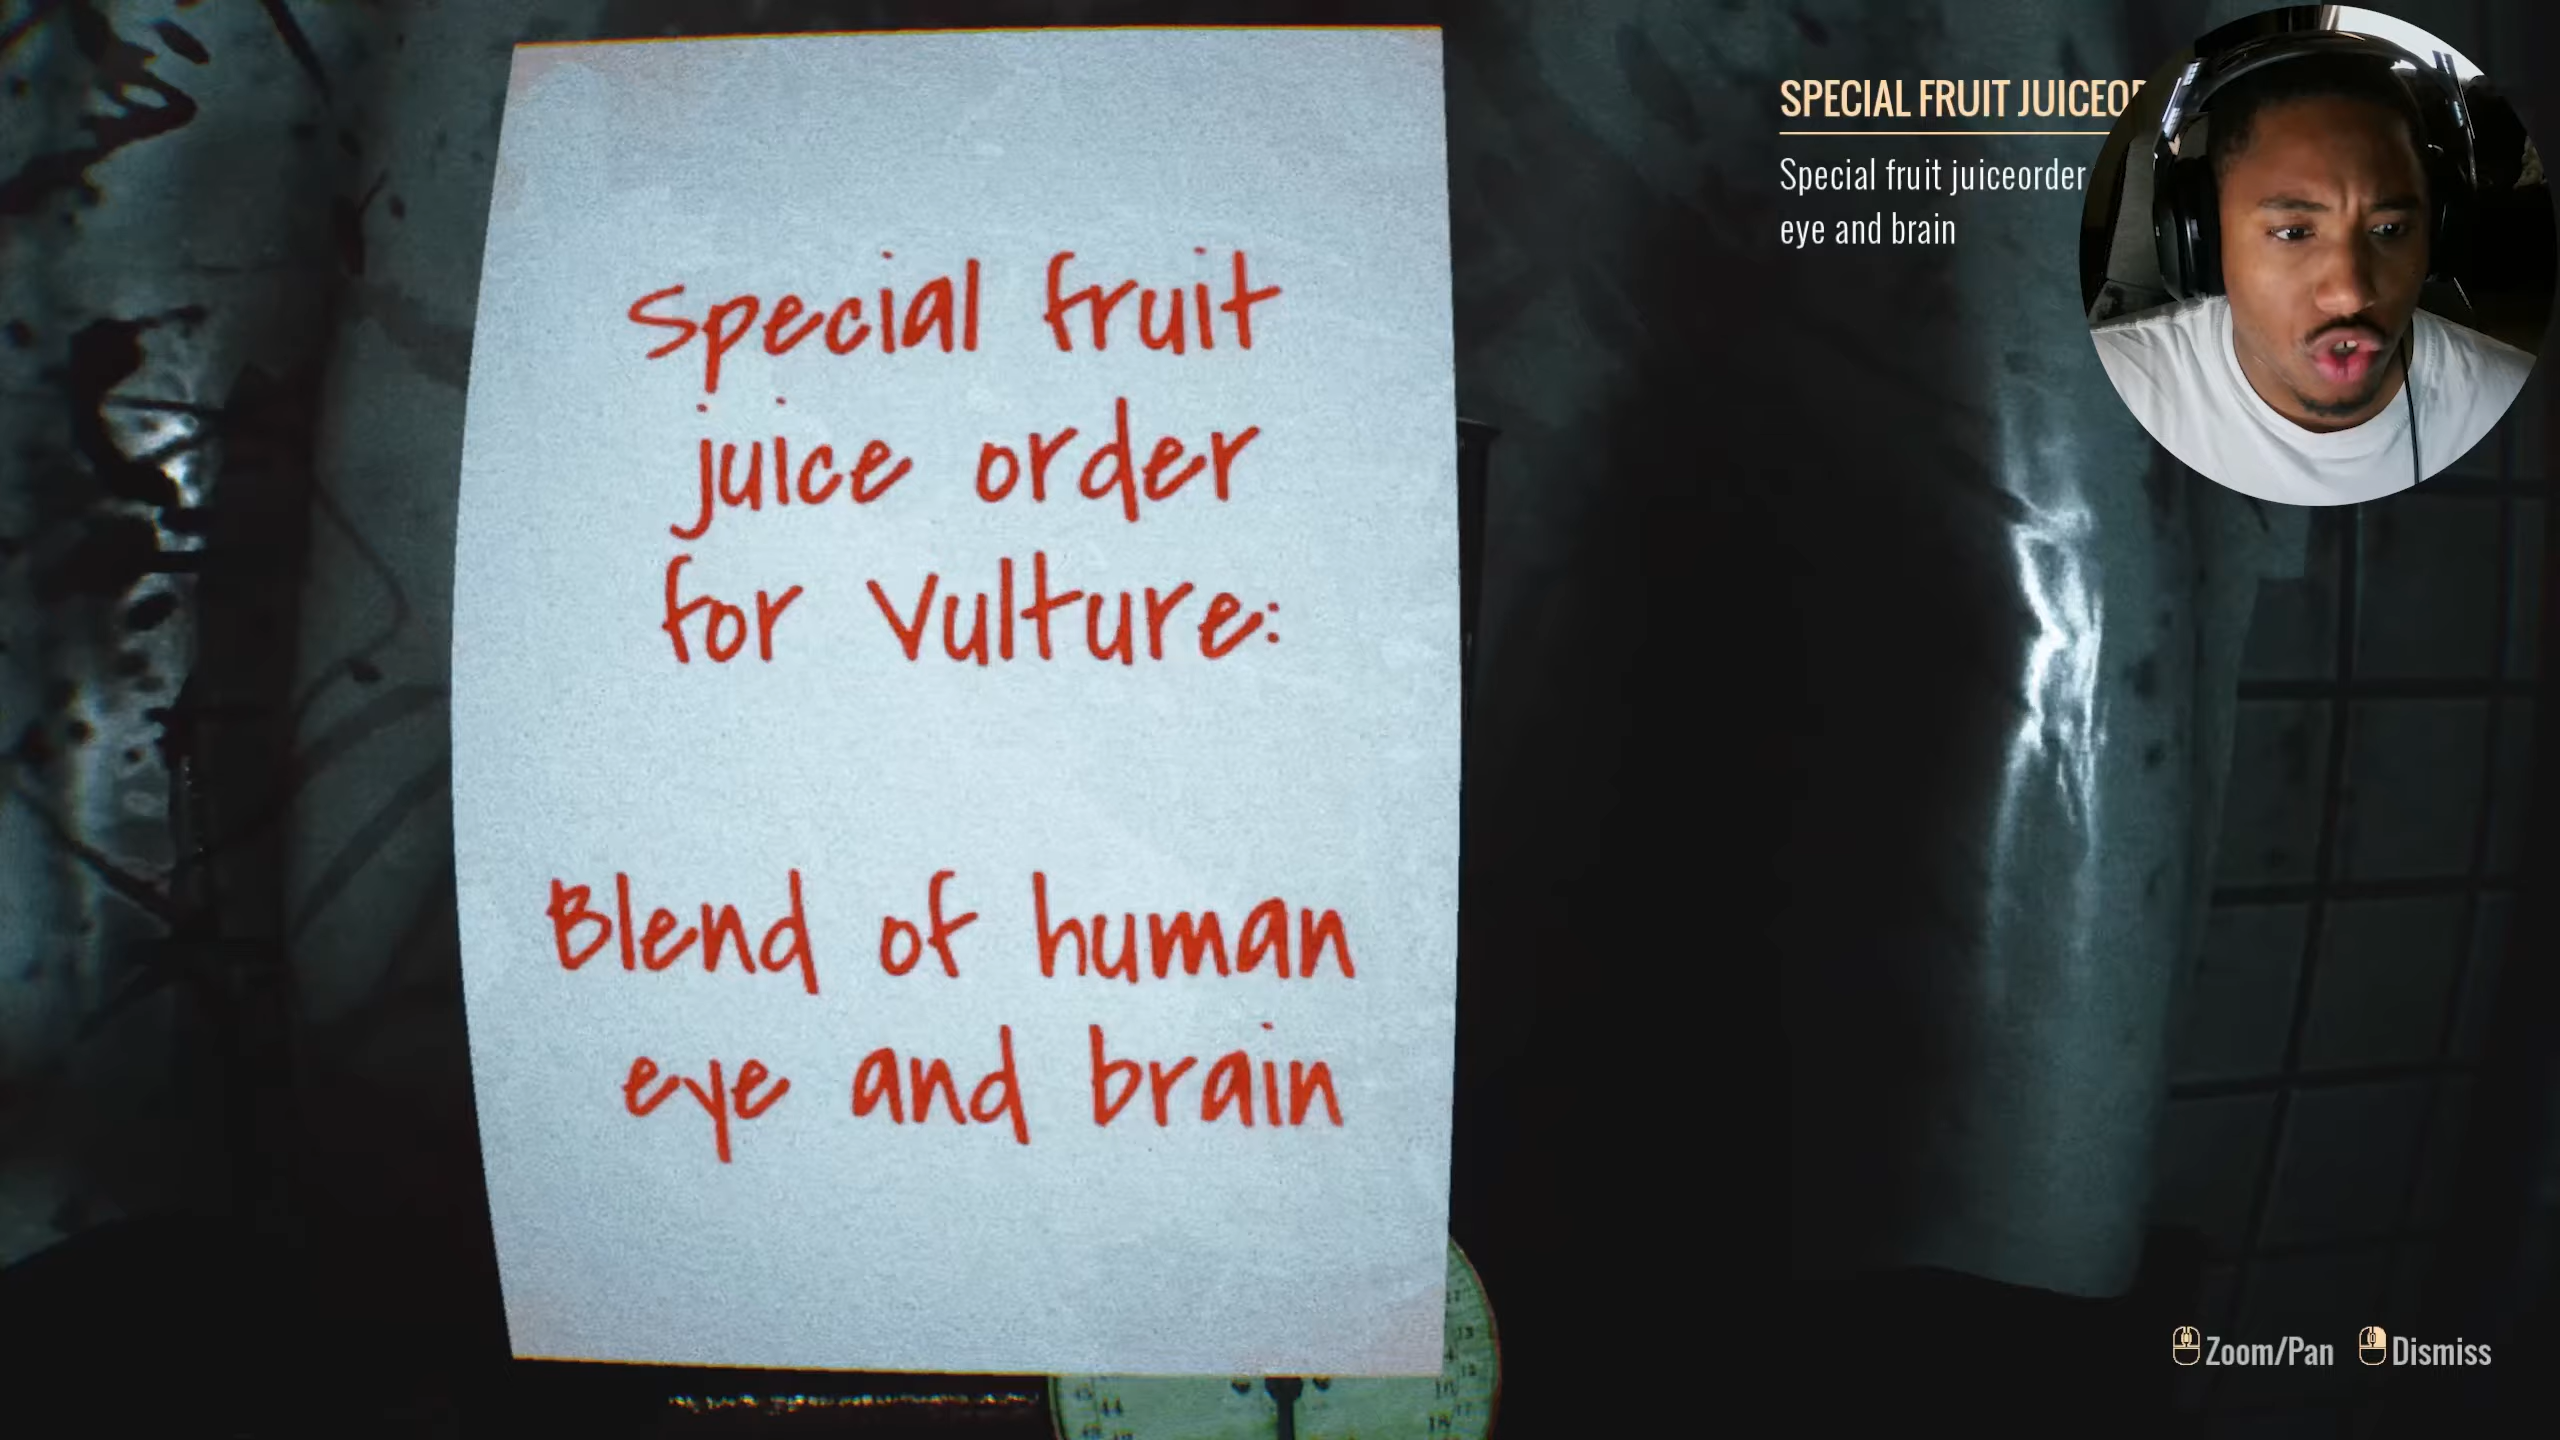 Special fruit
juice order
for Vulture:
Blend of human
eye and brain
SPECIAL FRUIT
Special fruit juiceorder
eye and brain
Zoom/Pan
Dismiss